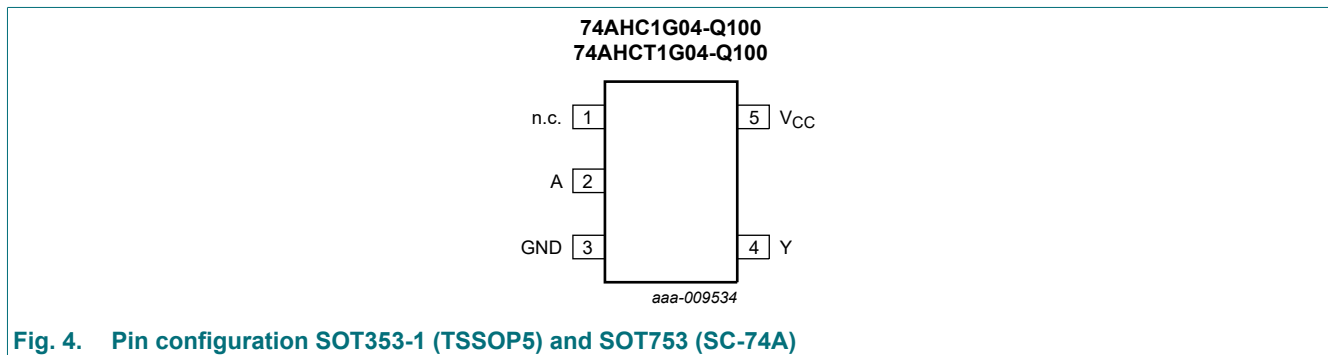 74AHC1G04-Q100
74AHCT1G04-Q100
n.c. 1
5 VCC
A 2
GND 3
4 Y
aaa-009534
Fig. 4. Pin configuration SOT353-1 (TSSOP5) and SOT753 (SC-74A)